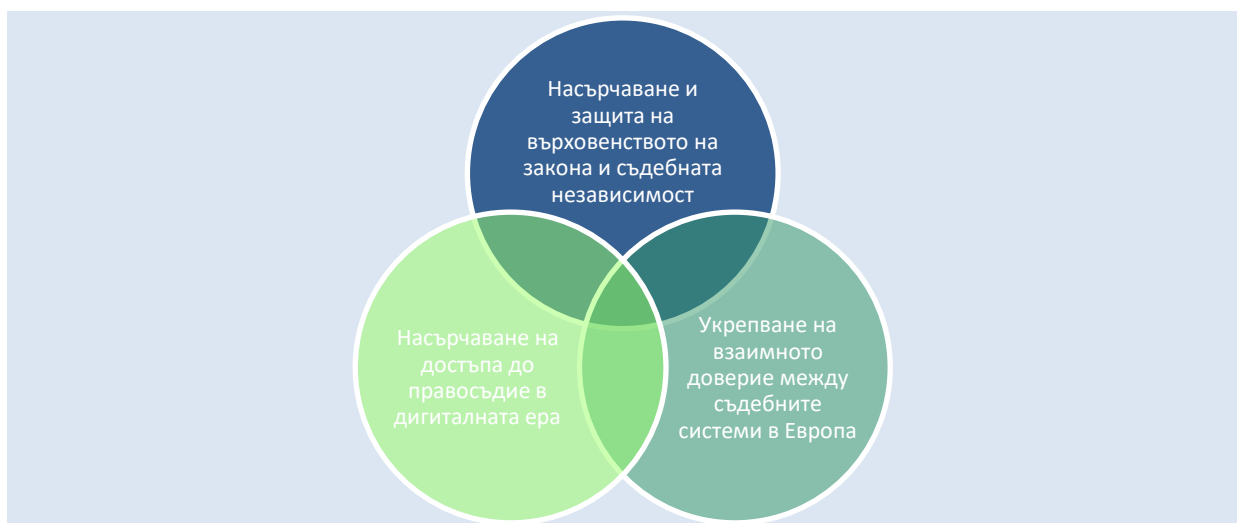 Насърчаване и
защита на
върховенството на
закона и съдебната
независимост
Насърчаване на
достъпа до
правосъдие в
дигиталната ера
Укрепване на
взаимното
доверие между
съдебните
системи в Европа